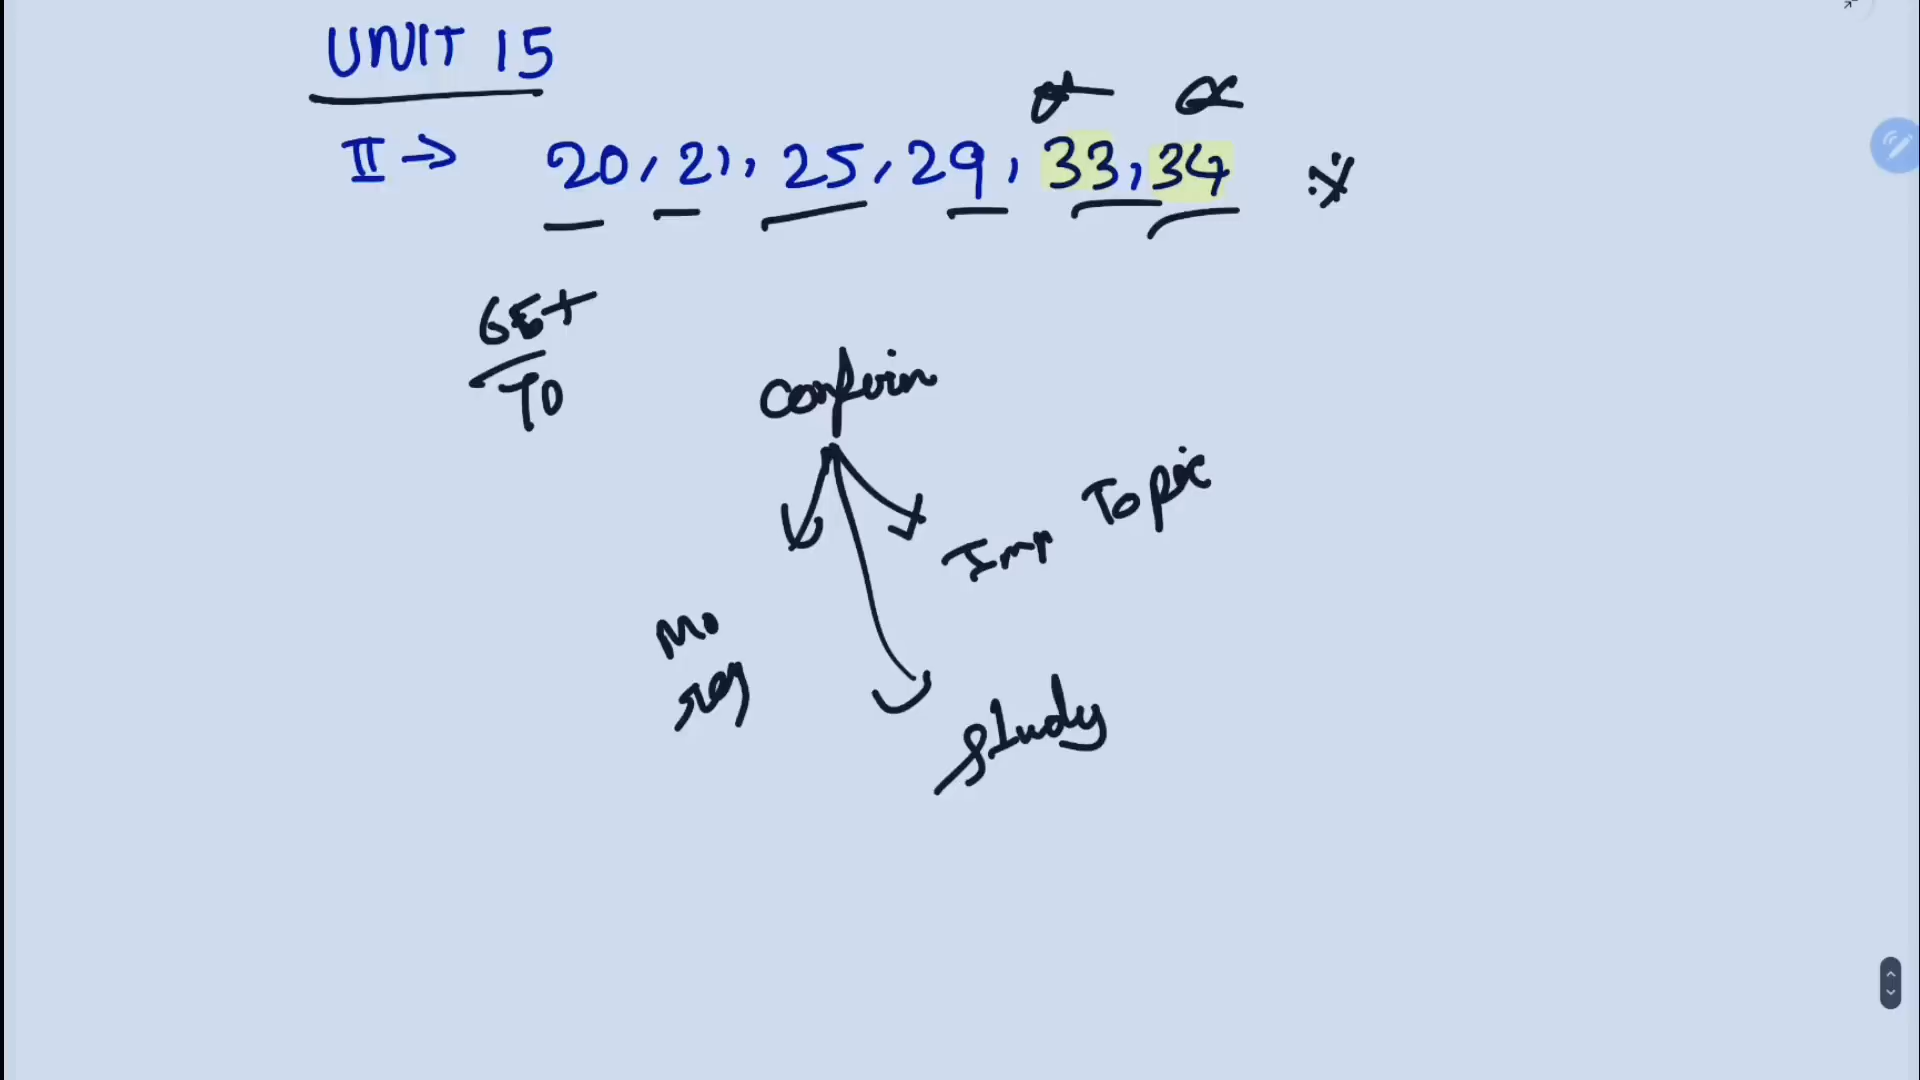 UNIT 15
II → 20, 21, 25, 29, 33, 34
65+
70
confirm
Imp Topic
study